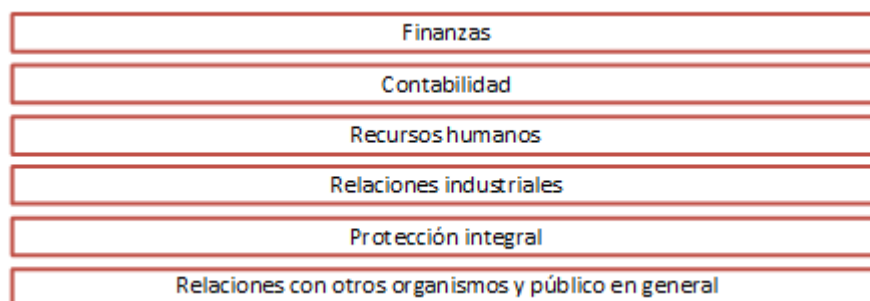 Finanzas
Contabilidad
Recursos humanos
Relaciones industriales
Protección integral
Relaciones con otros organismos y público en general